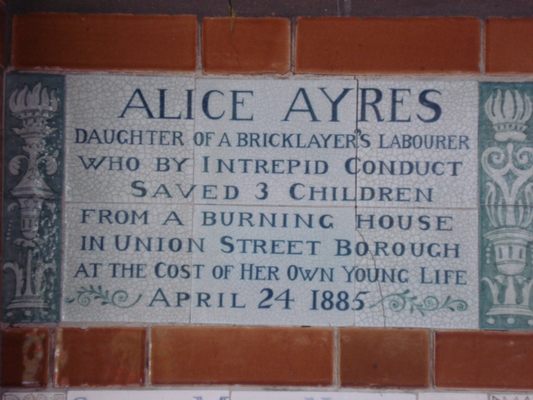 ALICE AYRES
DAUGHTER OF A BRICKLAYER'S LABOURER
WHO BY INTREPID CONDUCT
SAVED 3 CHILDREN
FROM A BURNING HOUSE
IN UNION STREET BOROUGH
AT THE COST OF HER OWN YOUNG LIFE
APRIL 24 1885